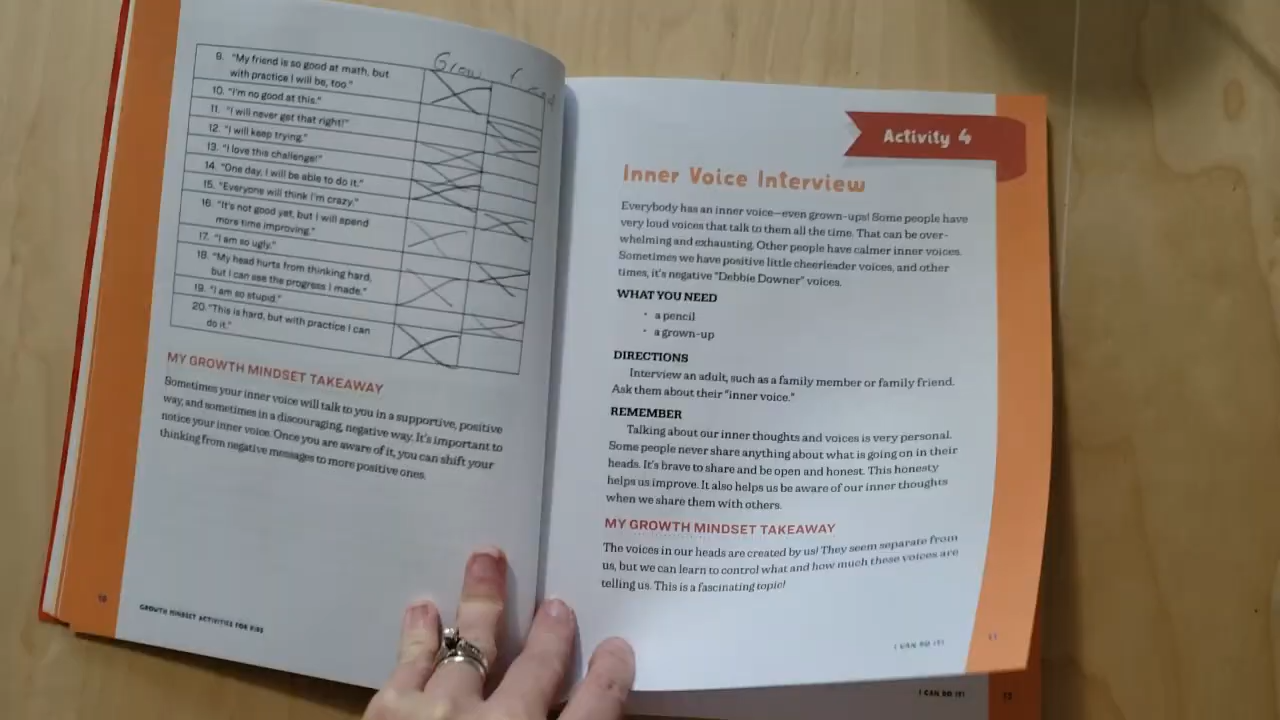 Grow
9. "My friend is so good at math, but
with practice I will be, too."
10. "I'm no good at this."
11. "I will never get that right!"
12. "I will keep trying."
13. "I love this challenge!"
14. "One day, I will be able to do it."
15. "Everyone will think I'm crazy."
16. "It's not good yet, but I will spend
more time improving."
17. "I am so ugly."
18. "My head hurts from thinking hard,
but I can see the progress I made."
19. "I am so stupid."
20. "This is hard, but with practice I can
do it."
MY GROWTH MINDSET TAKEAWAY
Sometimes your inner voice will talk to you in a supportive, positive
way, and sometimes in a discouraging, negative way. It's important to
notice your inner voice. Once you are aware of it, you can shift your
thinking from negative messages to more positive ones.
10
GROWTH MINDSET ACTIVITIES FOR KIDS
Activity 4
Inner Voice Interview
Everybody has an inner voice—even grown-ups! Some people have
very loud voices that talk to them all the time. That can be over-
whelming and exhausting. Other people have calmer inner voices.
Sometimes we have positive little cheerleader voices, and other
times, it's negative "Debbie Downer" voices.
WHAT YOU NEED
• a pencil
• a grown-up
DIRECTIONS
Interview an adult, such as a family member or family friend.
Ask them about their "inner voice."
REMEMBER
Talking about our inner thoughts and voices is very personal.
Some people never share anything about what is going on in their
heads. It's brave to share and be open and honest. This honesty
helps us improve. It also helps us be aware of our inner thoughts
when we share them with others.
MY GROWTH MINDSET TAKEAWAY
The voices in our heads are created by us! They seem separate from
us, but we can learn to control what and how much these voices are
telling us. This is a fascinating topic!
I CAN DO IT!
11
I CAN DO IT!
13